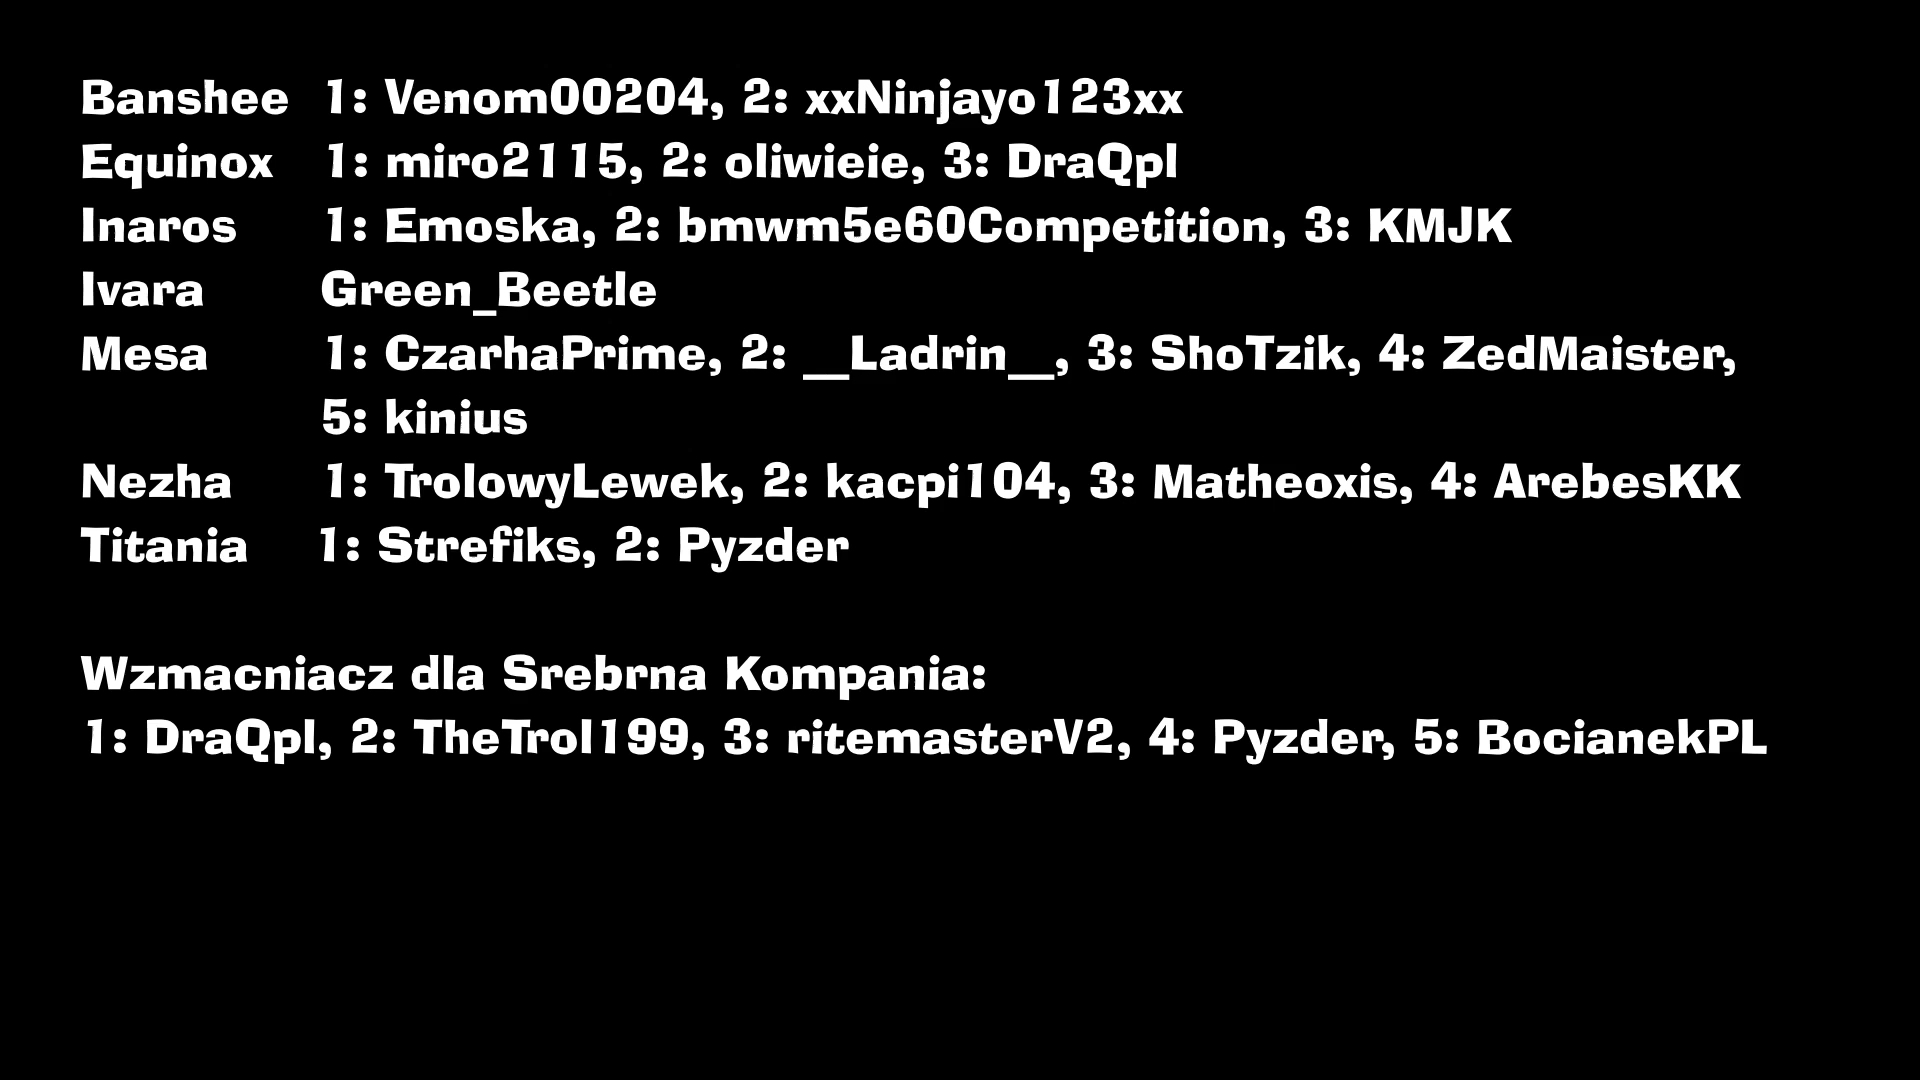 Banshee 1: Venom00204, 2: xxNinjayo123xx
Equinox 1: miro2115, 2: oliwieie, 3: DraQpl
Inaros 1: Emoska, 2: bmwm5e60Competition, 3: KMJK
Ivara Green_Beetle
Mesa 1: CzarhaPrime, 2: __Ladrin__, 3: ShoTzik, 4: ZedMaister,
5: kinius
Nezha 1: TrolowyLewek, 2: kacpi104, 3: Matheoxis, 4: ArebesKK
Titania 1: Strefiks, 2: Pyzder
Wzmacniacz dla Srebrna Kompania:
1: DraQpl, 2: TheTrol199, 3: ritemasterV2, 4: Pyzder, 5: BocianekPL